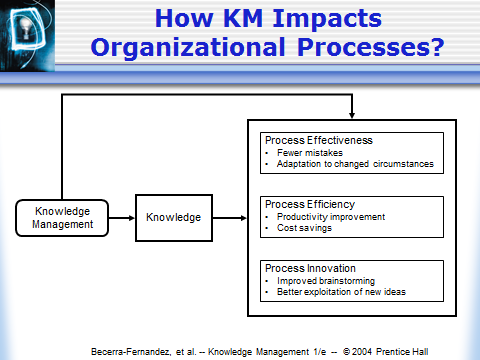 How KM Impacts
Organizational Processes?
Process Effectiveness
• Fewer mistakes
• Adaptation to changed circumstances
Knowledge
Management
Knowledge
Process Efficiency
• Productivity improvement
• Cost savings
Process Innovation
• Improved brainstorming
• Better exploitation of new ideas
Becerra-Fernandez, et al. -- Knowledge Management 1/e -- © 2004 Prentice Hall